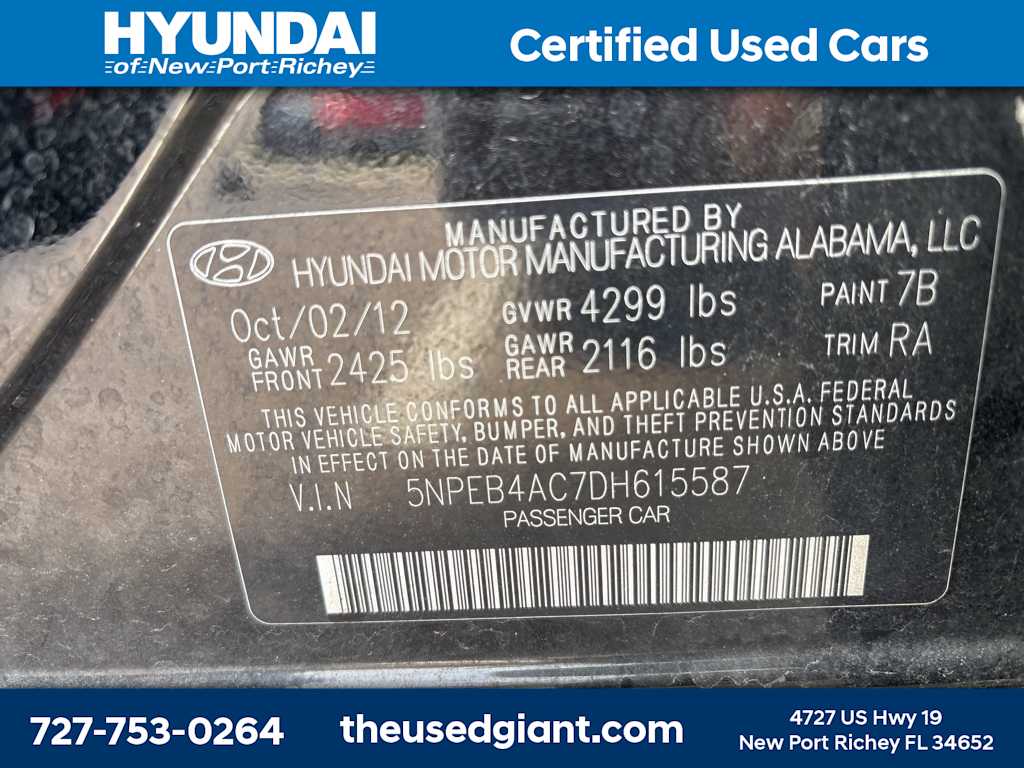 HYUNDAI
of New Port Richey
Certified Used Cars
MANUFACTURED BY
HYUNDAI MOTOR MANUFACTURING ALABAMA, LLC
Oct/02/12 GVWR 4299 lbs PAINT 7B
GAWR FRONT 2425 lbs GAWR REAR 2116 lbs TRIM RA
THIS VEHICLE CONFORMS TO ALL APPLICABLE U.S.A. FEDERAL
MOTOR VEHICLE SAFETY, BUMPER, AND THEFT PREVENTION STANDARDS
IN EFFECT ON THE DATE OF MANUFACTURE SHOWN ABOVE
V.I.N 5NPEB4AC7DH615587
PASSENGER CAR
727-753-0264
theusedgiant.com
4727 US Hwy 19
New Port Richey FL 34652